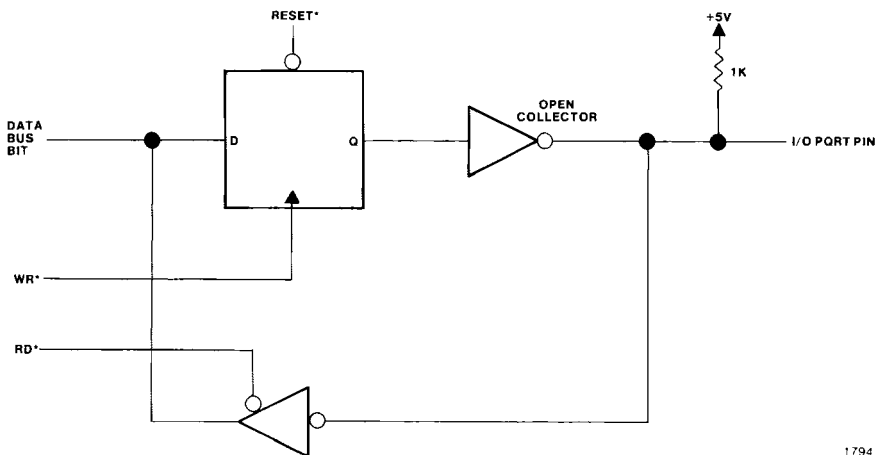 RESET*
+5V
1K
OPEN
COLLECTOR
DATA
BUS
BIT
D
Q
I/O PORT PIN
WR*
RD*
1794